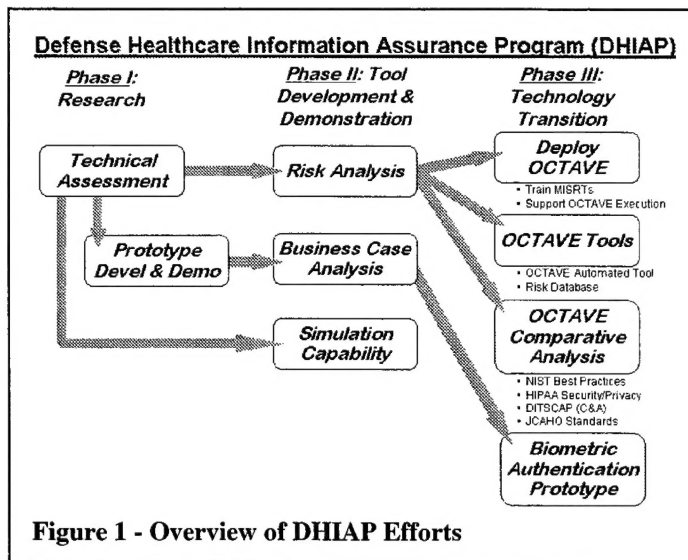 Defense Healthcare Information Assurance Program (DHIAP)
Phase I:
Research
Phase II: Tool
Development &
Demonstration
Phase III:
Technology
Transition
Technical
Assessment
Prototype
Devel & Demo
Risk Analysis
Business Case
Analysis
Simulation
Capability
Deploy
OCTAVE
• Train MISRTs
• Support OCTAVE Execution
OCTAVE Tools
• OCTAVE Automated Tool
• Risk Database
OCTAVE
Comparative
Analysis
• NIST Best Practices
• HIPAA Security/Privacy
• DITSCAP (C&A)
• JCAHO Standards
Biometric
Authentication
Prototype
Figure 1 - Overview of DHIAP Efforts